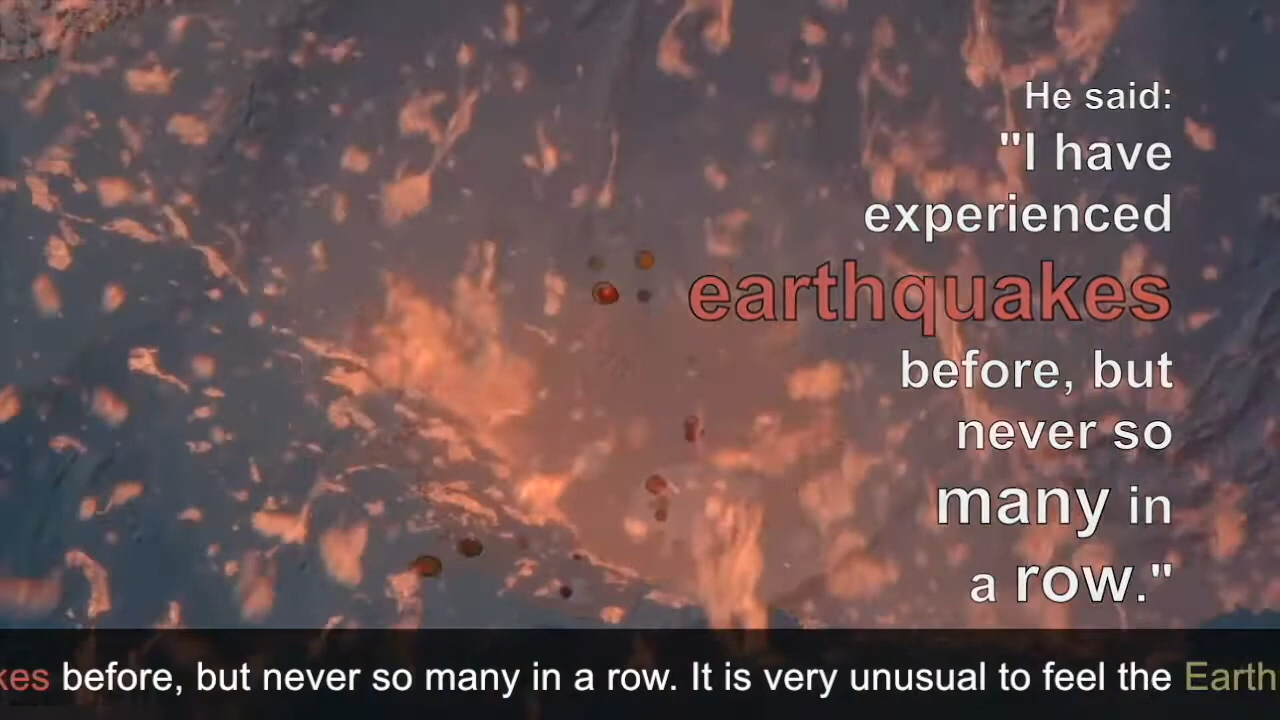 He said:
"I have
experienced
earthquakes
before, but
never so
many in
a row."
kes before, but never so many in a row. It is very unusual to feel the Earth